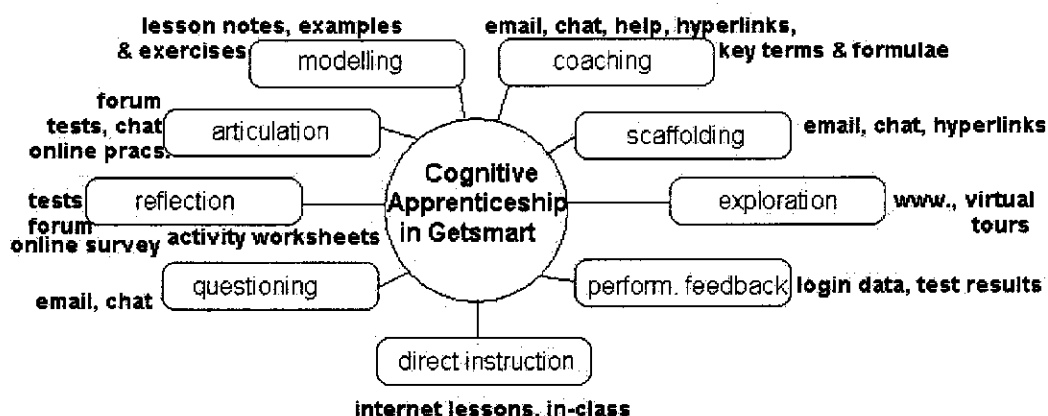 lesson notes, examples
& exercises
modelling
email, chat, help, hyperlinks,
key terms & formulae
coaching
forum
tests, chat
online pracs.
articulation
scaffolding
email, chat, hyperlinks
Cognitive
Apprenticeship
in Getsmart
tests
forum
online survey
reflection
activity worksheets
exploration
www., virtual
tours
email, chat
questioning
perform. feedback
login data, test results
direct instruction
internet lessons, in-class